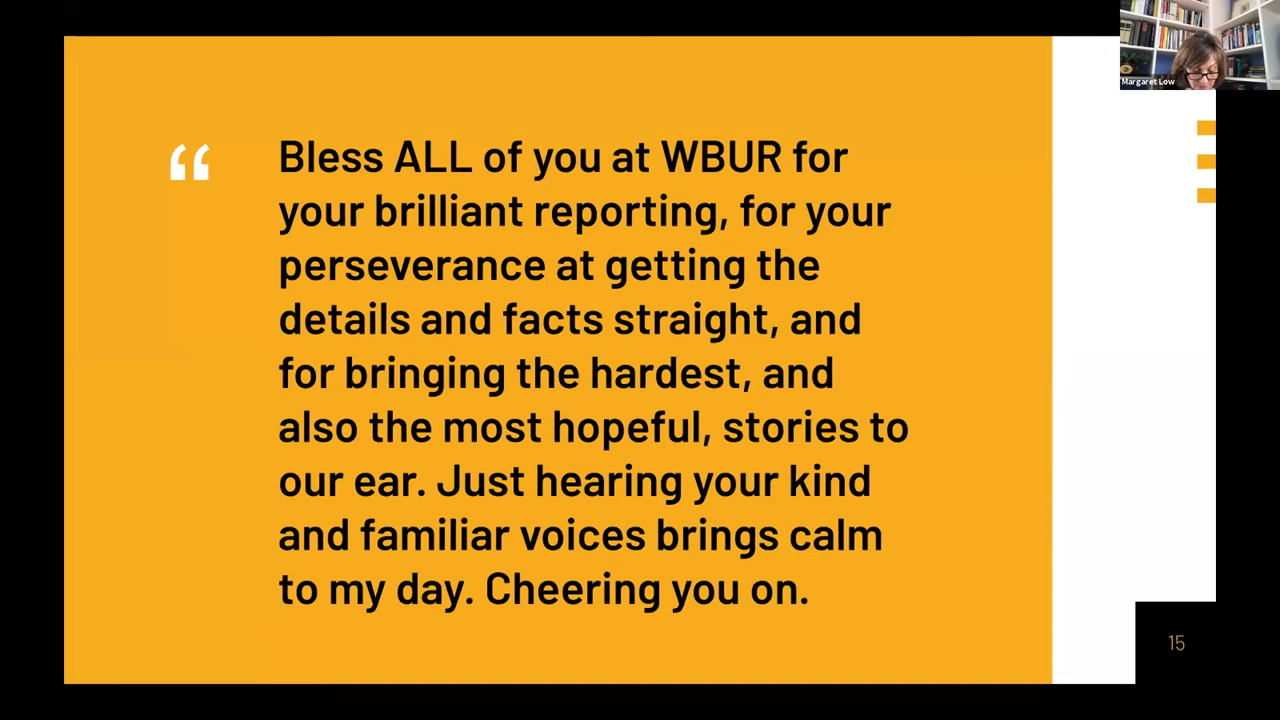 Margaret Low
“
Bless ALL of you at WBUR for
your brilliant reporting, for your
perseverance at getting the
details and facts straight, and
for bringing the hardest, and
also the most hopeful, stories to
our ear. Just hearing your kind
and familiar voices brings calm
to my day. Cheering you on.
15